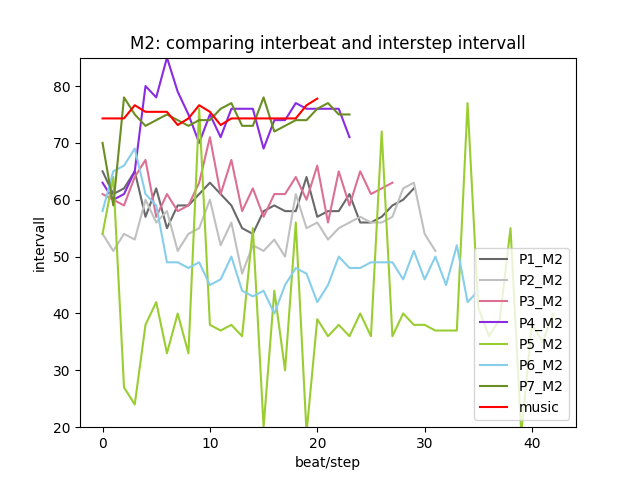 M2: comparing interbeat and interstep intervall
80
70
60
50
40
30
20
intervall
0
10
20
30
40
beat/step
P1_M2
P2_M2
P3_M2
P4_M2
P5_M2
P6_M2
P7_M2
music